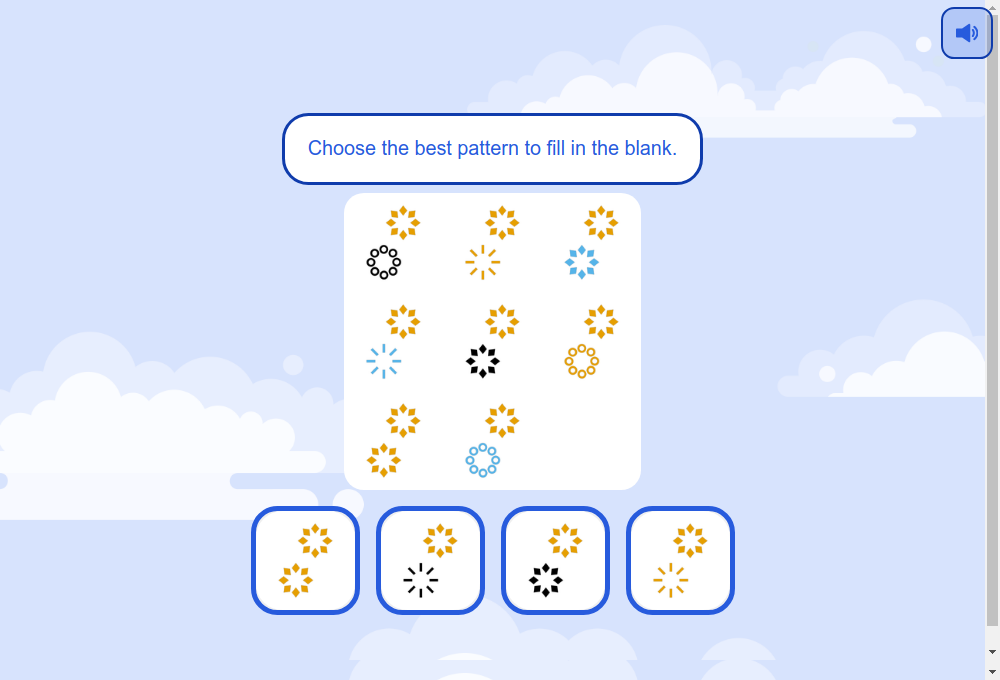 Choose the best pattern to fill in the blank.